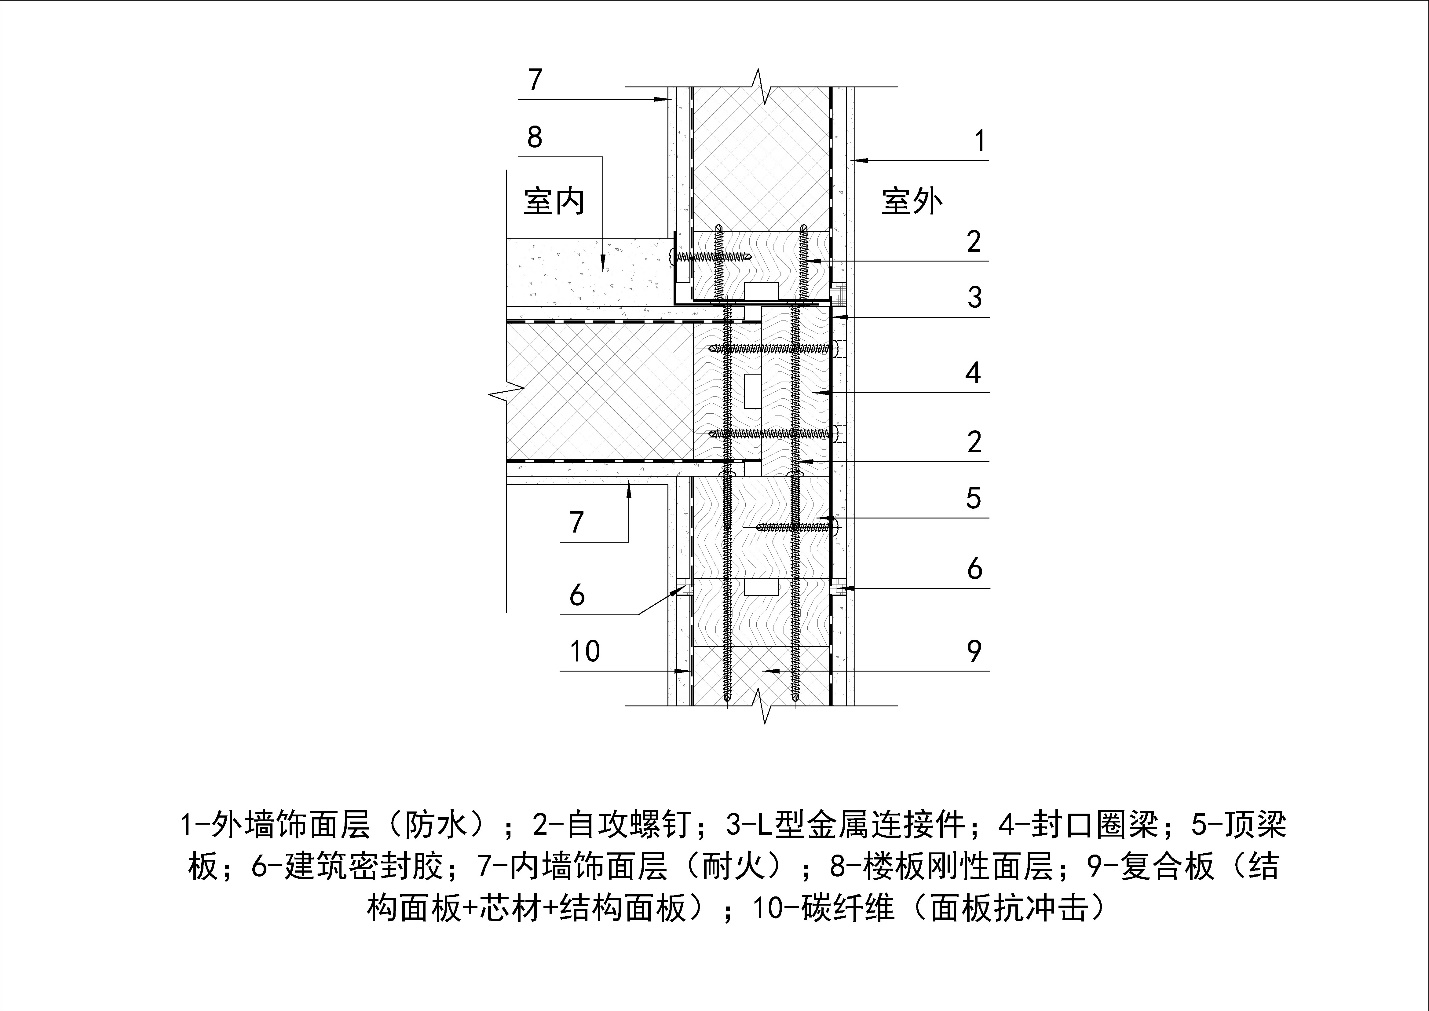 7
8
1
室内
室外
2
3
4
2
5
7
6
6
10
9
1-外墙饰面层（防水）；2-自攻螺钉；3-L型金属连接件；4-封口圈梁；5-顶梁
板；6-建筑密封胶；7-内墙饰面层（耐火）；8-楼板刚性面层；9-复合板（结
构面板+芯材+结构面板）；10-碳纤维（面板抗冲击）